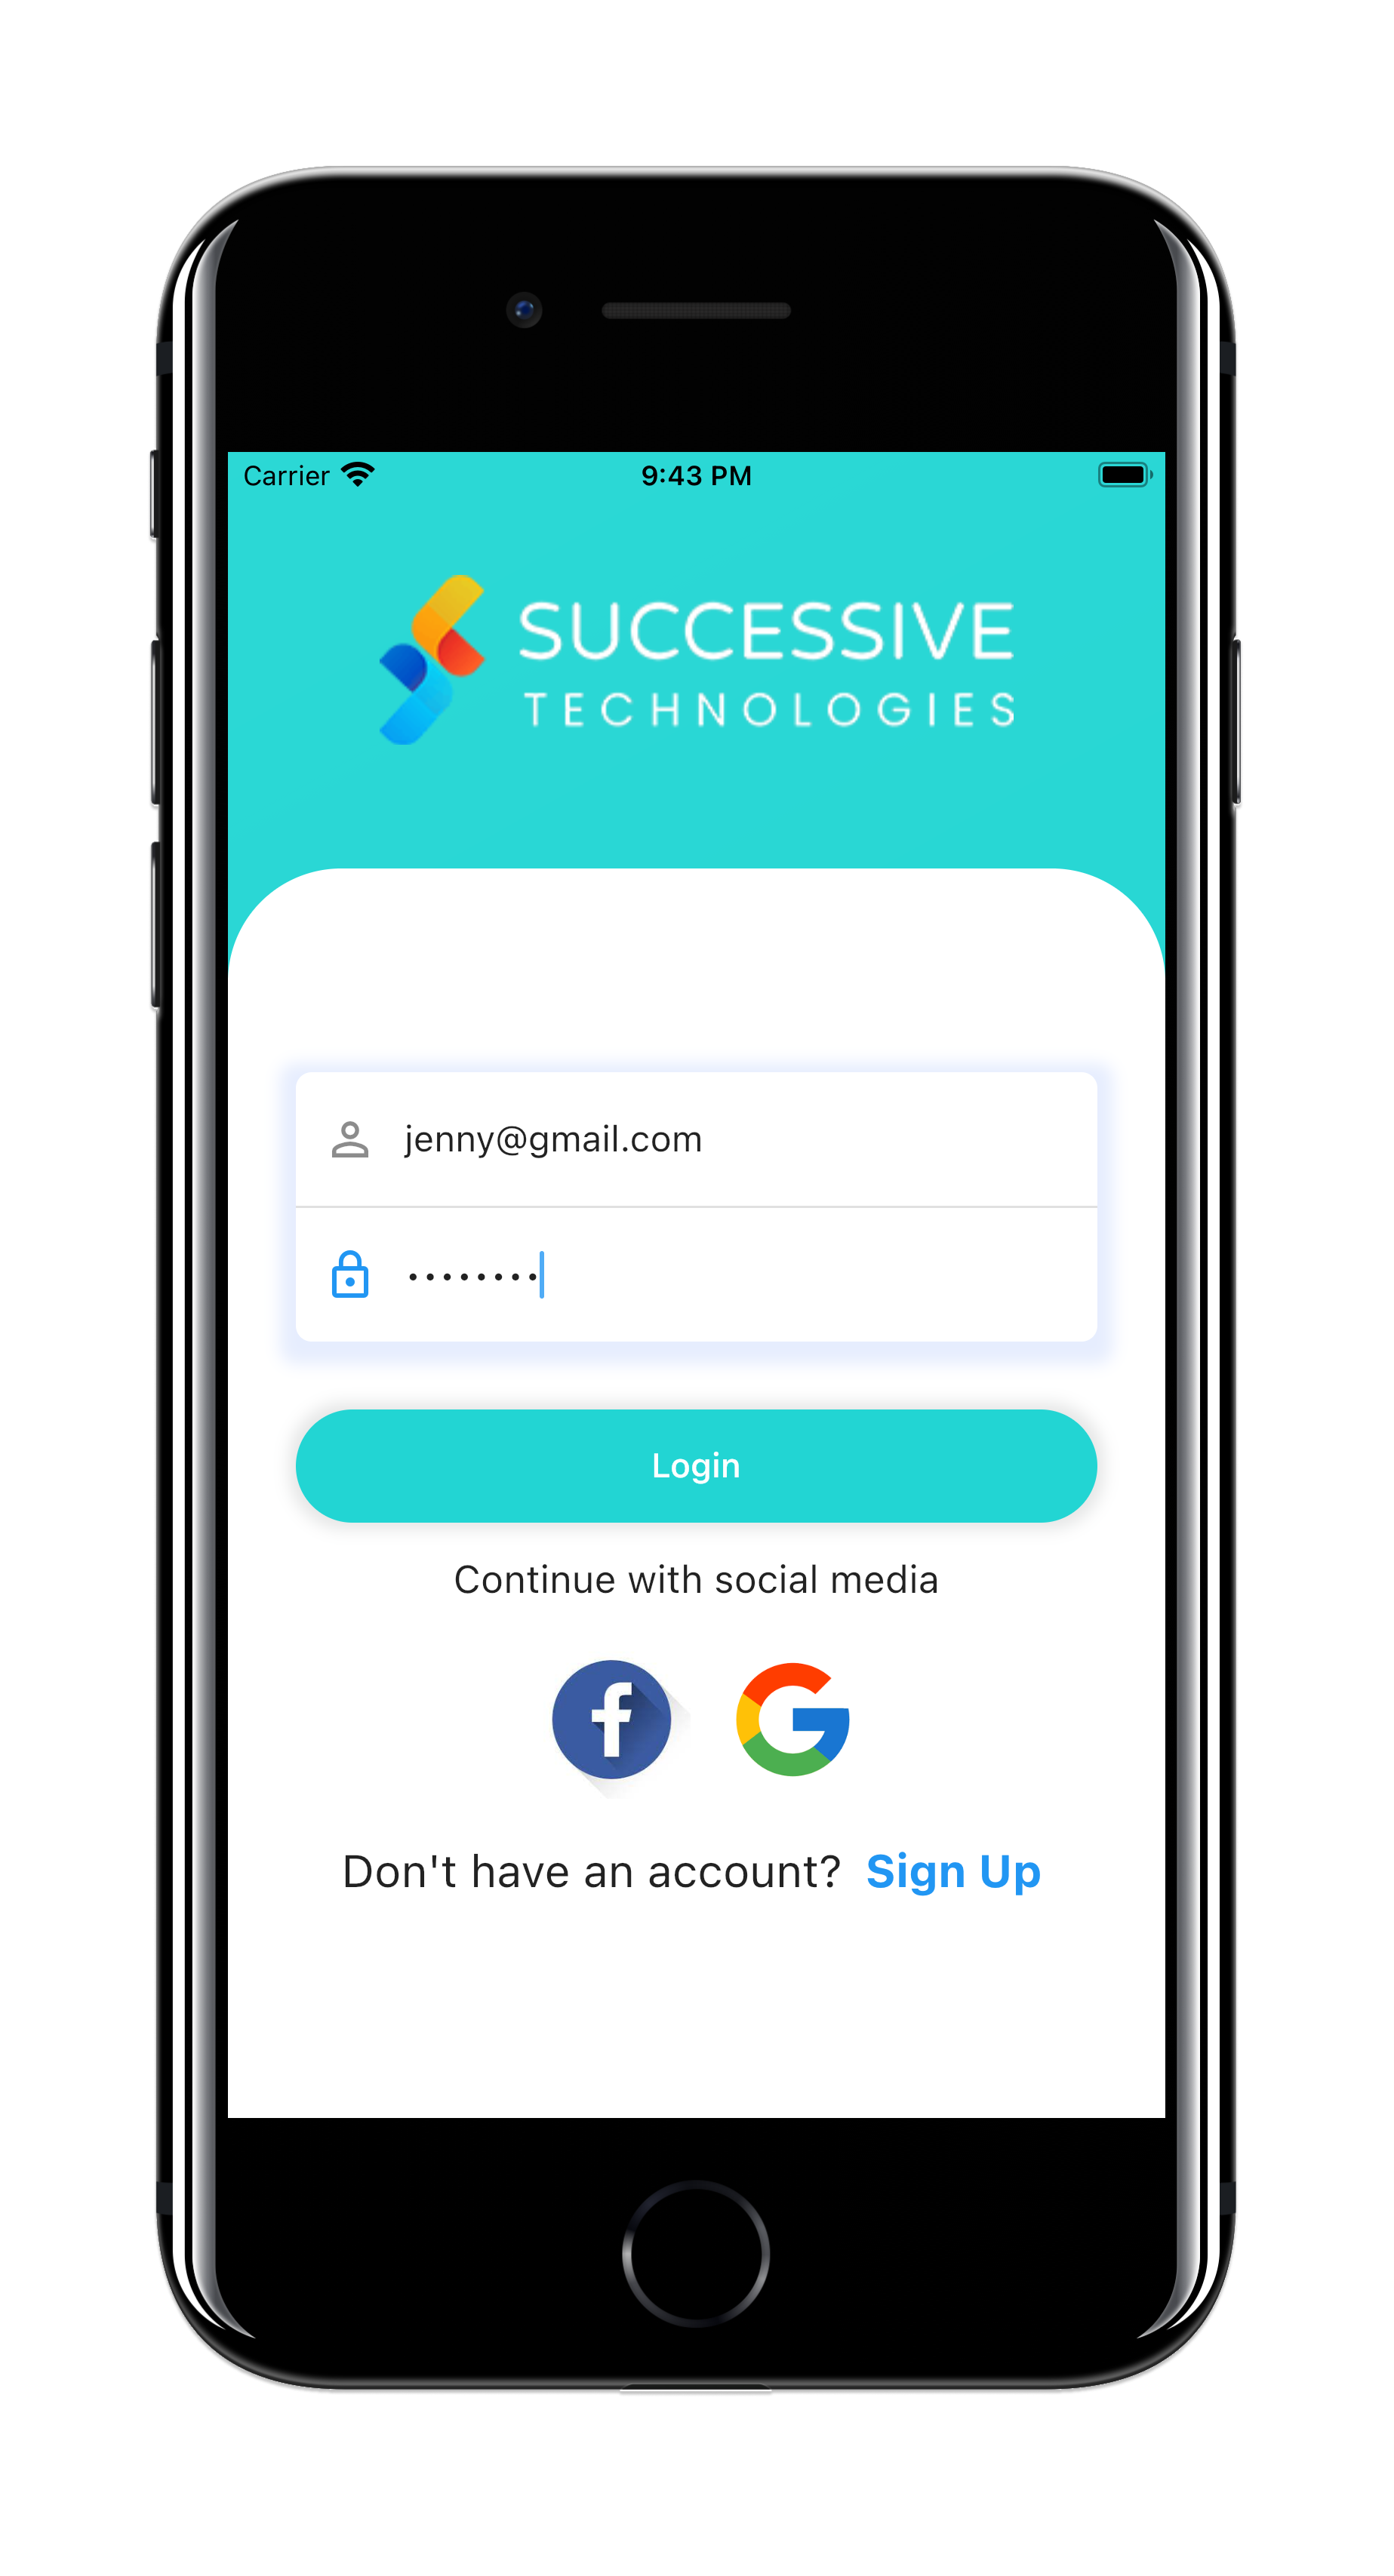 Carrier 9:43 PM
SUCCESSIVE
TECHNOLOGIES
jenny@gmail.com
••••••••
Login
Continue with social media
Don't have an account? Sign Up